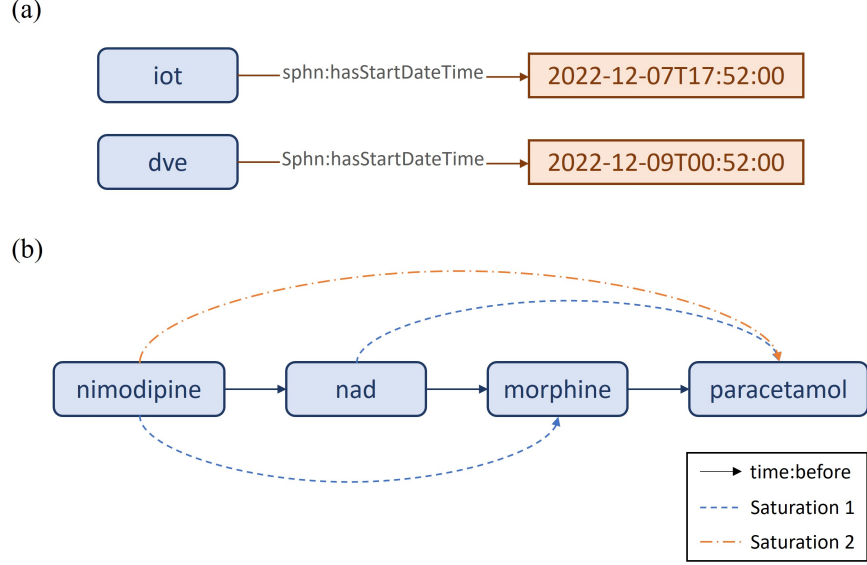 (a)
iot sphn:hasStartDateTime 2022-12-07T17:52:00
dve Sphn:hasStartDateTime 2022-12-09T00:52:00
(b)
nimodipine nad morphine paracetamol
time:before
Saturation 1
Saturation 2